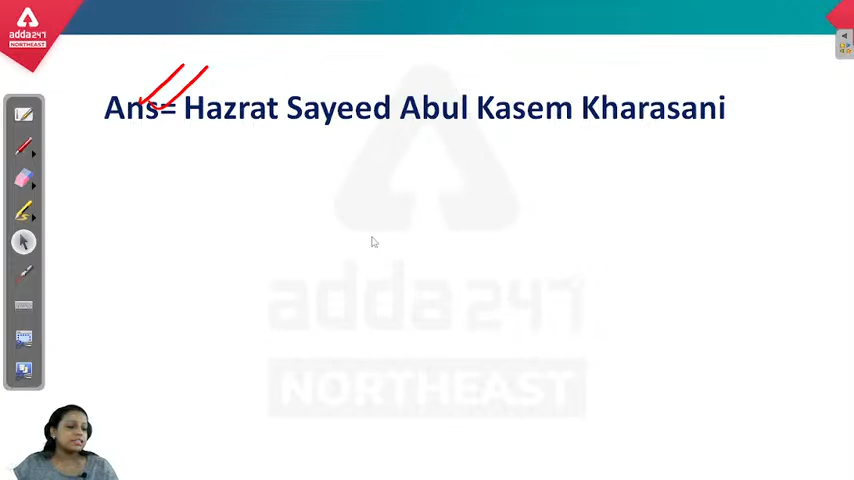 adda247
NORTHEAST
Ans= Hazrat Sayeed Abul Kasem Kharasani
adda247
NORTHEAST